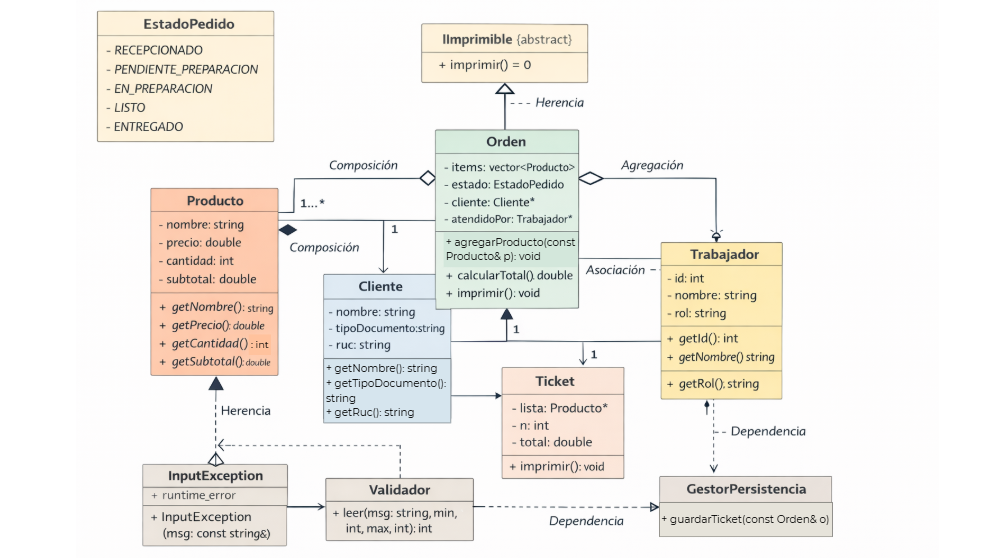 EstadoPedido
- RECEPCIONADO
- PENDIENTE_PREPARACION
- EN_PREPARACION
- LISTO
- ENTREGADO
IImprimible {abstract}
+ imprimir() = 0
Herencia
Orden
- items: vector<Producto>
- estado: EstadoPedido
- cliente: Cliente*
- atendidoPor: Trabajador*
+ agregarProducto(const
Producto& p): void
+ calcularTotal(). double
+ imprimir(): void
Composición
1...*
Agregación
Producto
- nombre: string
- precio: double
- cantidad: int
- subtotal: double
+ getNombre(): string
+ getPrecio(): double
+ getCantidad() : int
+ getSubtotal(): double
Composición
1
Asociación
Cliente
- nombre: string
- tipoDocumento:string
- ruc: string
+ getNombre(): string
+ getTipoDocumento():
string
+ getRuc(): string
Trabajador
- id: int
- nombre: string
- rol: string
+ getId(): int
+ getNombre() string
+ getRol(); string
1
1
Ticket
- lista: Producto*
- n: int
- total: double
+ imprimir(): void
Herencia
Dependencia
InputException
+ runtime_error
+ InputException
(msg: const string&)
Validador
+ leer(msg: string, min,
int, max, int): int
Dependencia
GestorPersistencia
+ guardarTicket(const Orden& o)